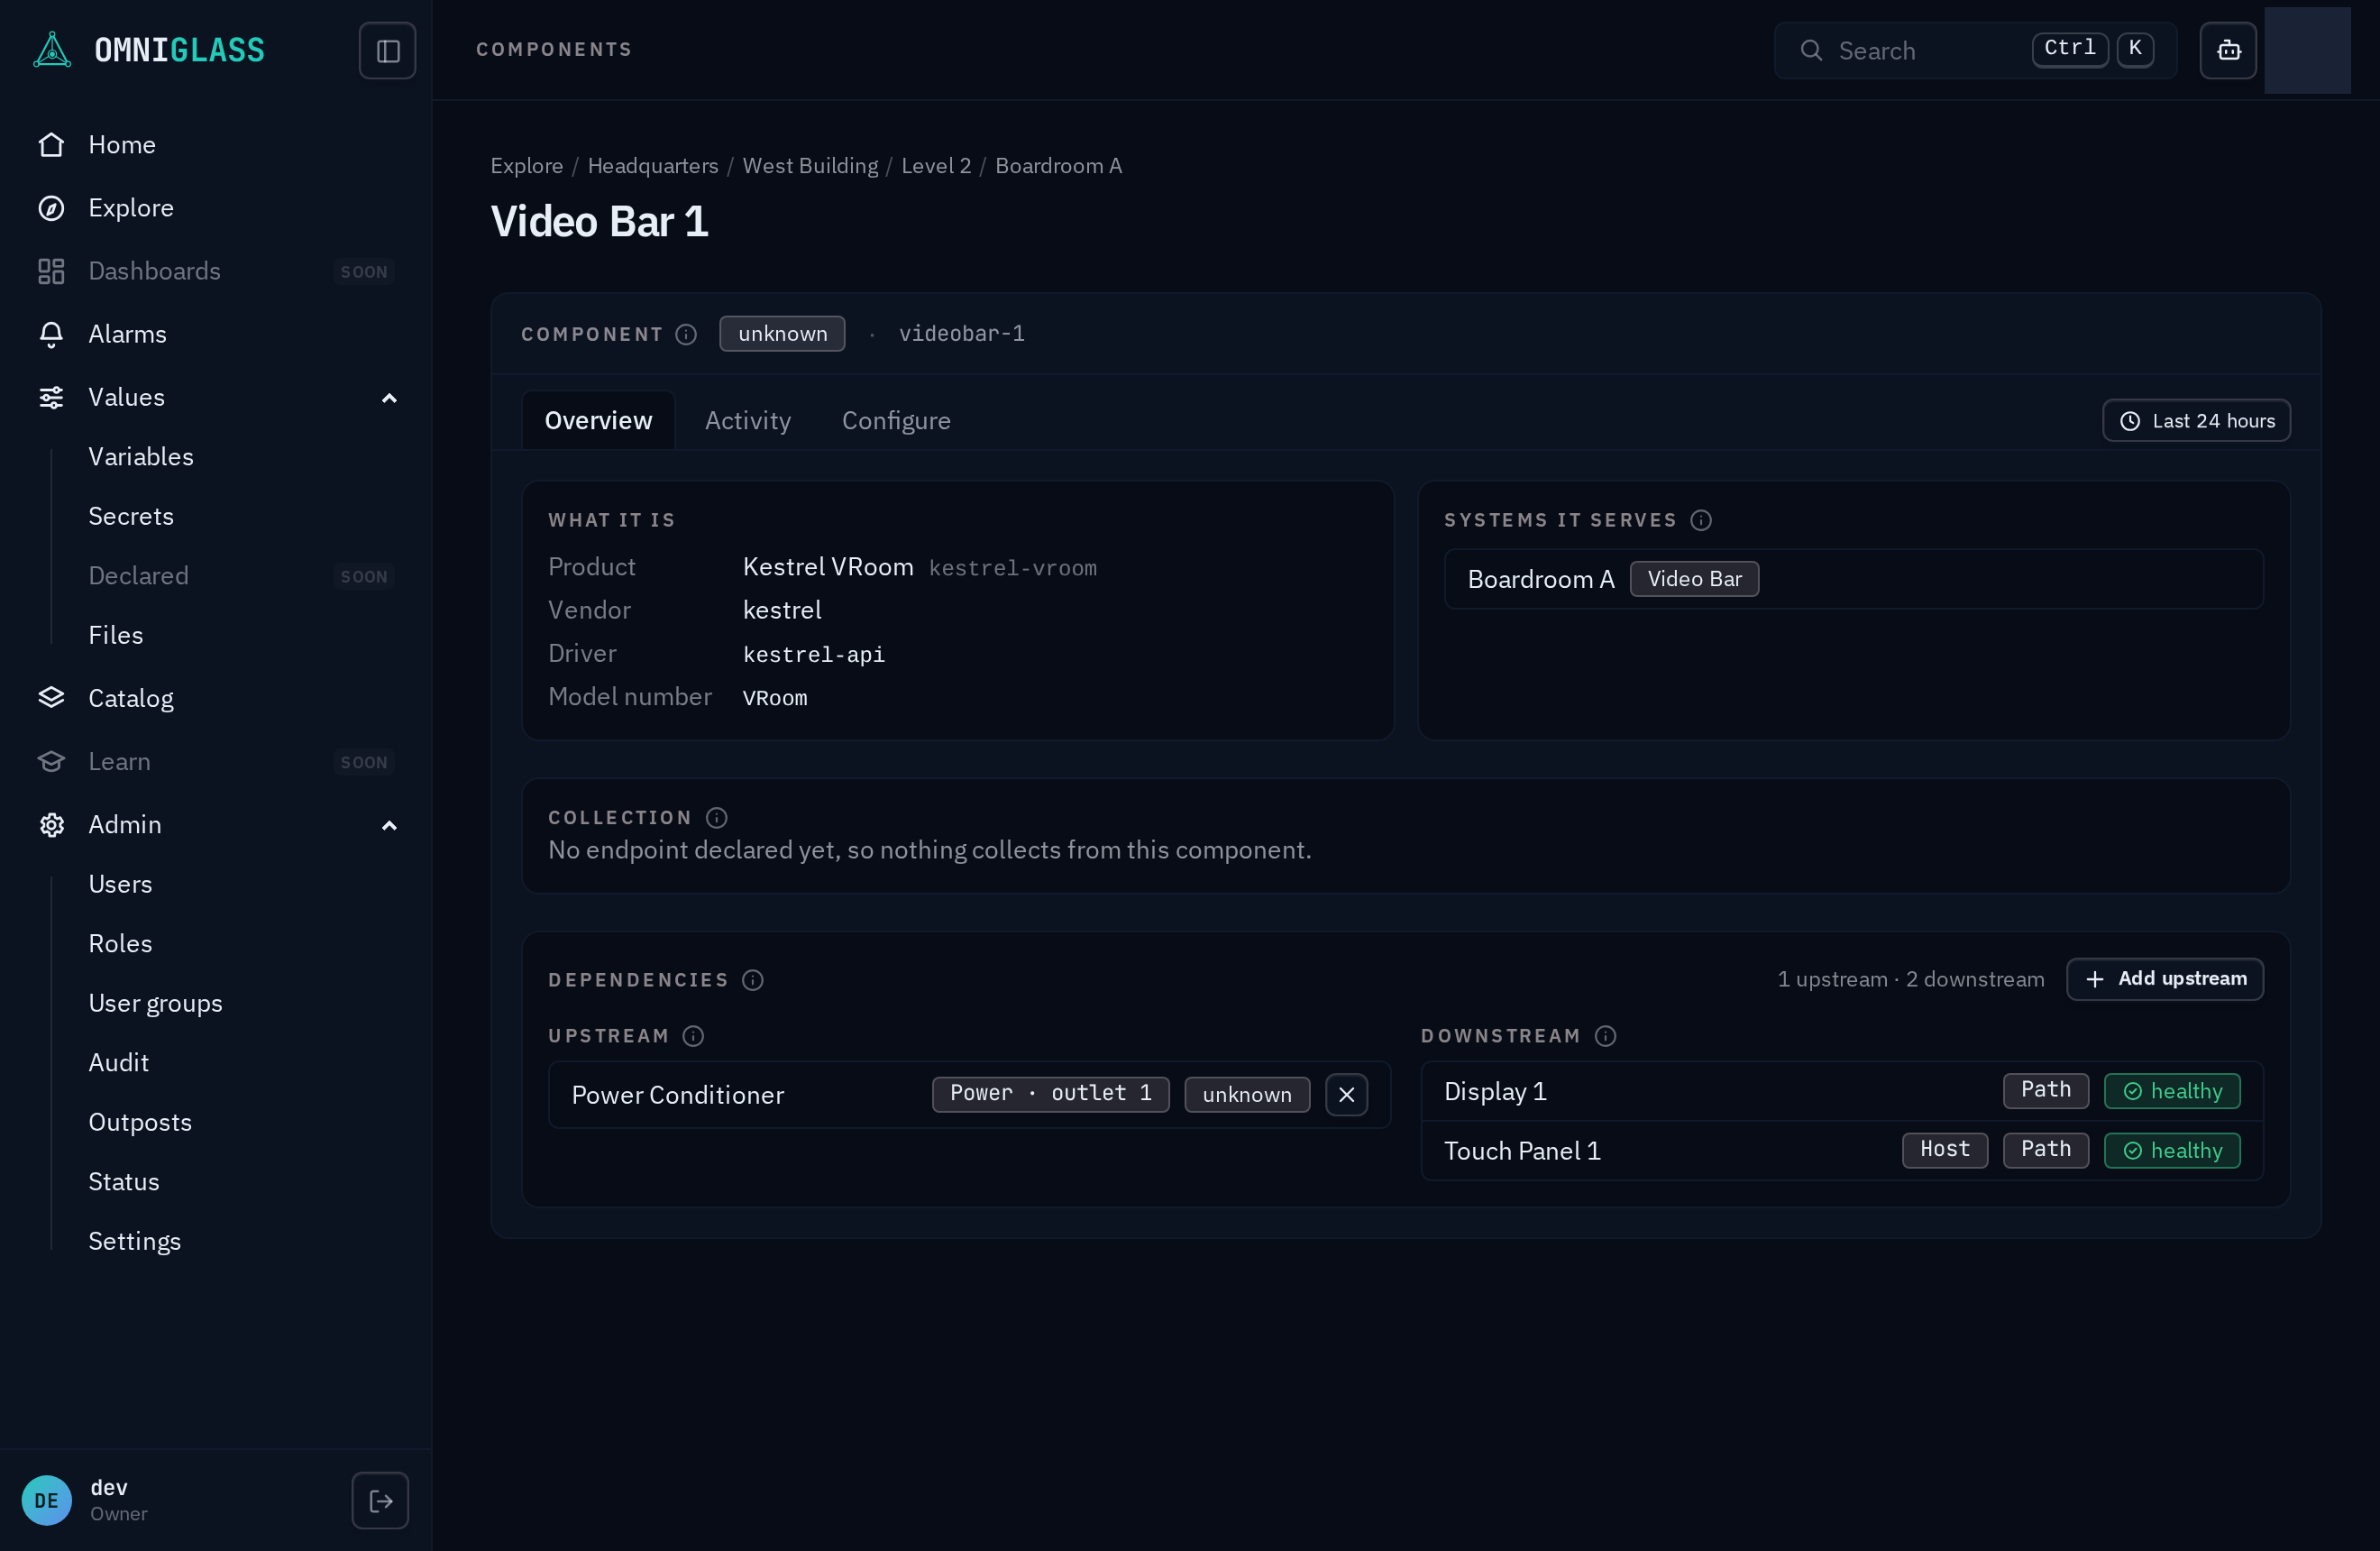 OMNIGLASS
COMPONENTS
Search
Ctrl
K
Home
Explore
Dashboards SOON
Alarms
Values
Variables
Secrets
Declared SOON
Files
Catalog
Learn SOON
Admin
Users
Roles
User groups
Audit
Outposts
Status
Settings
DE
dev
Owner
Explore / Headquarters / West Building / Level 2 / Boardroom A
Video Bar 1
COMPONENT unknown · videobar-1
Overview Activity Configure
Last 24 hours
WHAT IT IS
Product Kestrel VRoom kestrel-vroom
Vendor kestrel
Driver kestrel-api
Model number VRoom
SYSTEMS IT SERVES
Boardroom A Video Bar
COLLECTION
No endpoint declared yet, so nothing collects from this component.
DEPENDENCIES
1 upstream · 2 downstream
Add upstream
UPSTREAM
Power Conditioner Power · outlet 1 unknown
DOWNSTREAM
Display 1 Path healthy
Touch Panel 1 Host Path healthy